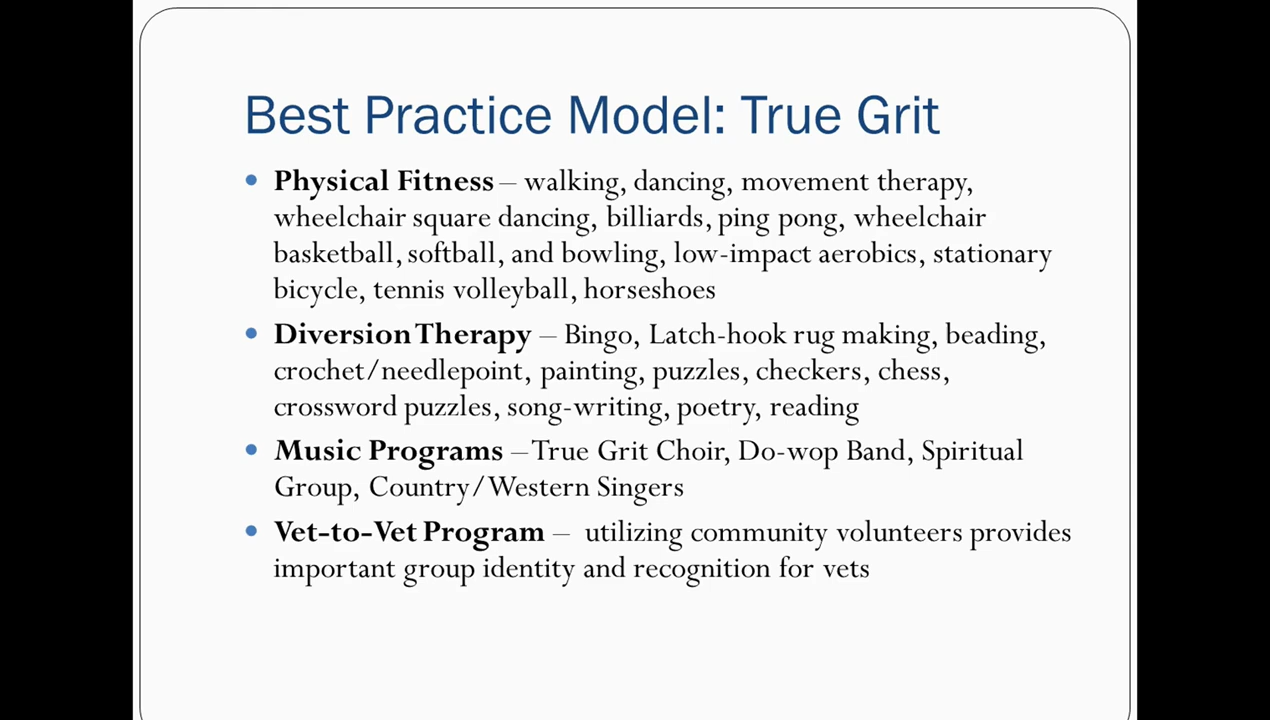 Best Practice Model: True Grit
• Physical Fitness – walking, dancing, movement therapy,
wheelchair square dancing, billiards, ping pong, wheelchair
basketball, softball, and bowling, low-impact aerobics, stationary
bicycle, tennis volleyball, horseshoes
• Diversion Therapy – Bingo, Latch-hook rug making, beading,
crochet/needlepoint, painting, puzzles, checkers, chess,
crossword puzzles, song-writing, poetry, reading
• Music Programs – True Grit Choir, Do-wop Band, Spiritual
Group, Country/Western Singers
• Vet-to-Vet Program – utilizing community volunteers provides
important group identity and recognition for vets